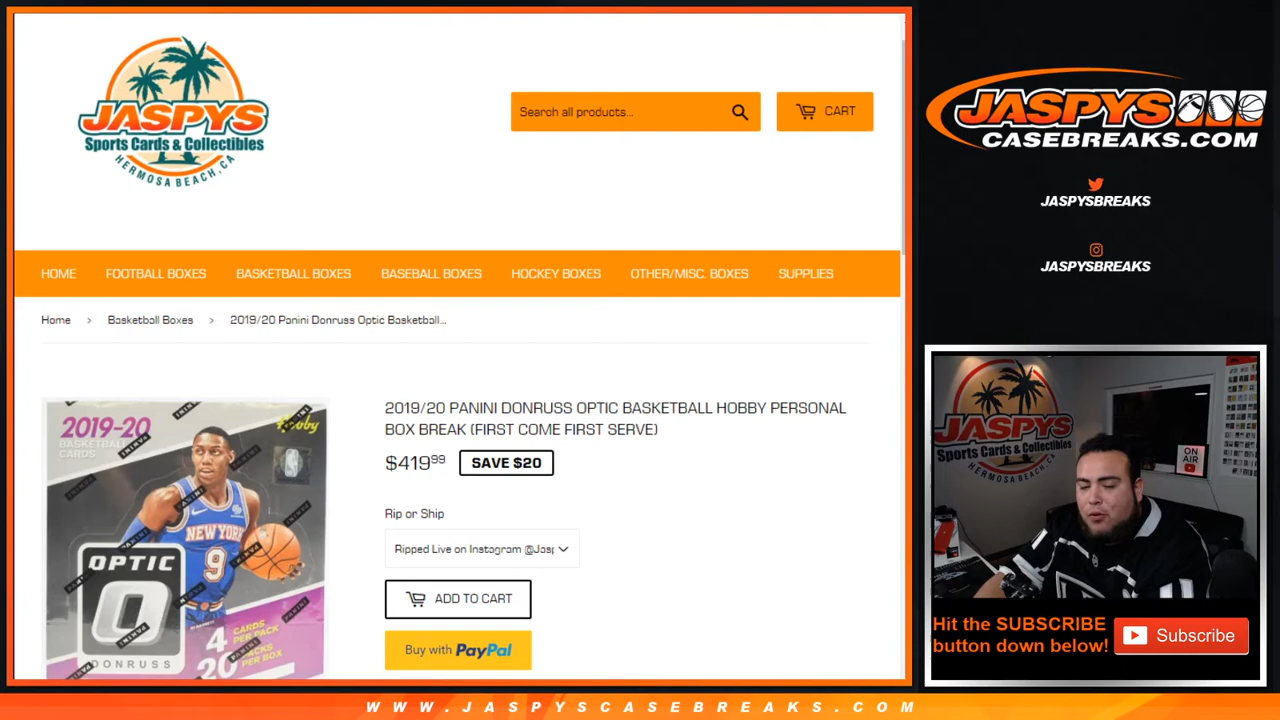 JASPYS
Sports Cards & Collectibles
HERMOSA BEACH, CA
Search all products...
CART
HOME
FOOTBALL BOXES
BASKETBALL BOXES
BASEBALL BOXES
HOCKEY BOXES
OTHER/MISC. BOXES
SUPPLIES
Home › Basketball Boxes › 2019/20 Panini Donruss Optic Basketball...
2019-20
BASKETBALL
CARDS
Hobby
PANINI
NEW YORK
9
OPTIC
DONRUSS
4 CARDS PER PACK
20 PACKS PER BOX
2019/20 PANINI DONRUSS OPTIC BASKETBALL HOBBY PERSONAL
BOX BREAK (FIRST COME FIRST SERVE)
$419.99
SAVE $20
Rip or Ship
Ripped Live on Instagram @Jasp
ADD TO CART
Buy with PayPal
JASPYS
CASEBREAKS.COM
JASPYSBREAKS
JASPYSBREAKS
JASPYS
Sports Cards & Collectibles
HERMOSA BEACH, CA
ON
AIR
Hit the SUBSCRIBE
button down below!
Subscribe
WWW.JASPYSCASEBREAKS.COM